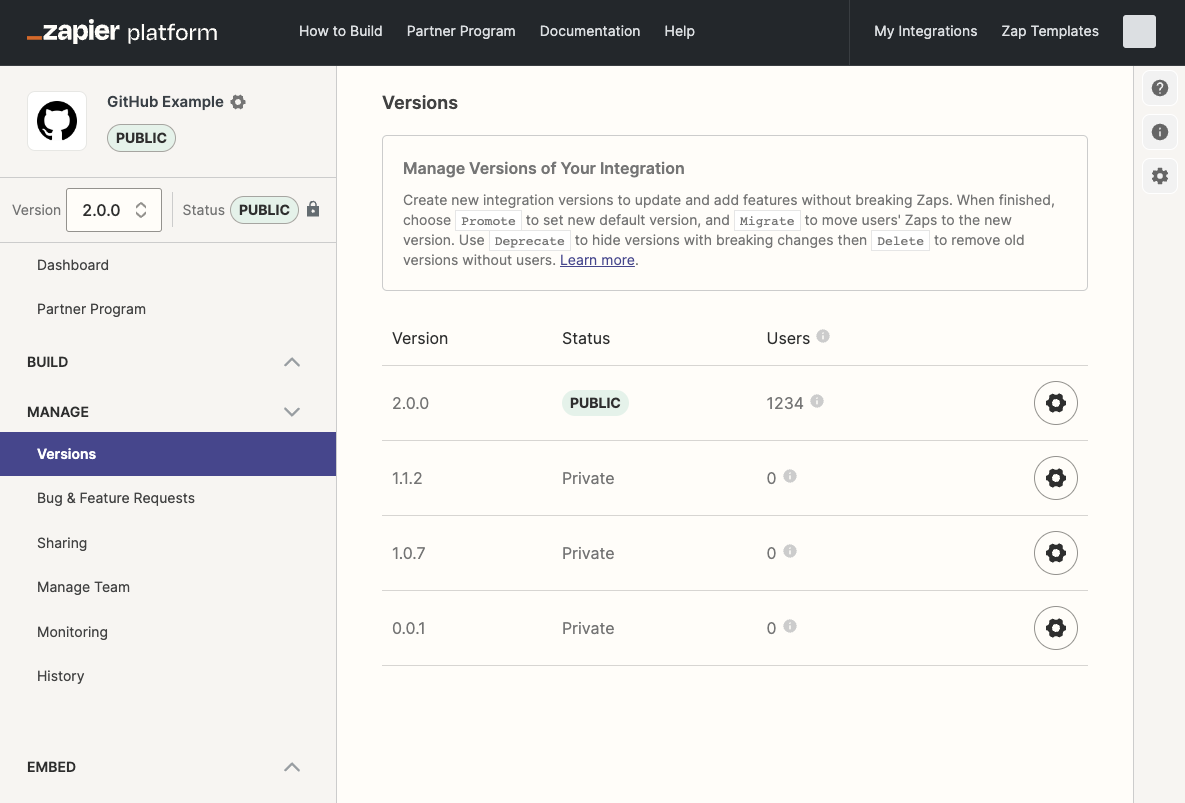 zapier platform
How to Build
Partner Program
Documentation
Help
My Integrations
Zap Templates
GitHub Example
PUBLIC
Version 2.0.0 Status PUBLIC
Dashboard
Partner Program
BUILD
MANAGE
Versions
Bug & Feature Requests
Sharing
Manage Team
Monitoring
History
EMBED
Versions
Manage Versions of Your Integration
Create new integration versions to update and add features without breaking Zaps. When finished,
choose Promote to set new default version, and Migrate to move users' Zaps to the new
version. Use Deprecate to hide versions with breaking changes then Delete to remove old
versions without users. Learn more.
Version Status Users
2.0.0 PUBLIC 1234
1.1.2 Private 0
1.0.7 Private 0
0.0.1 Private 0